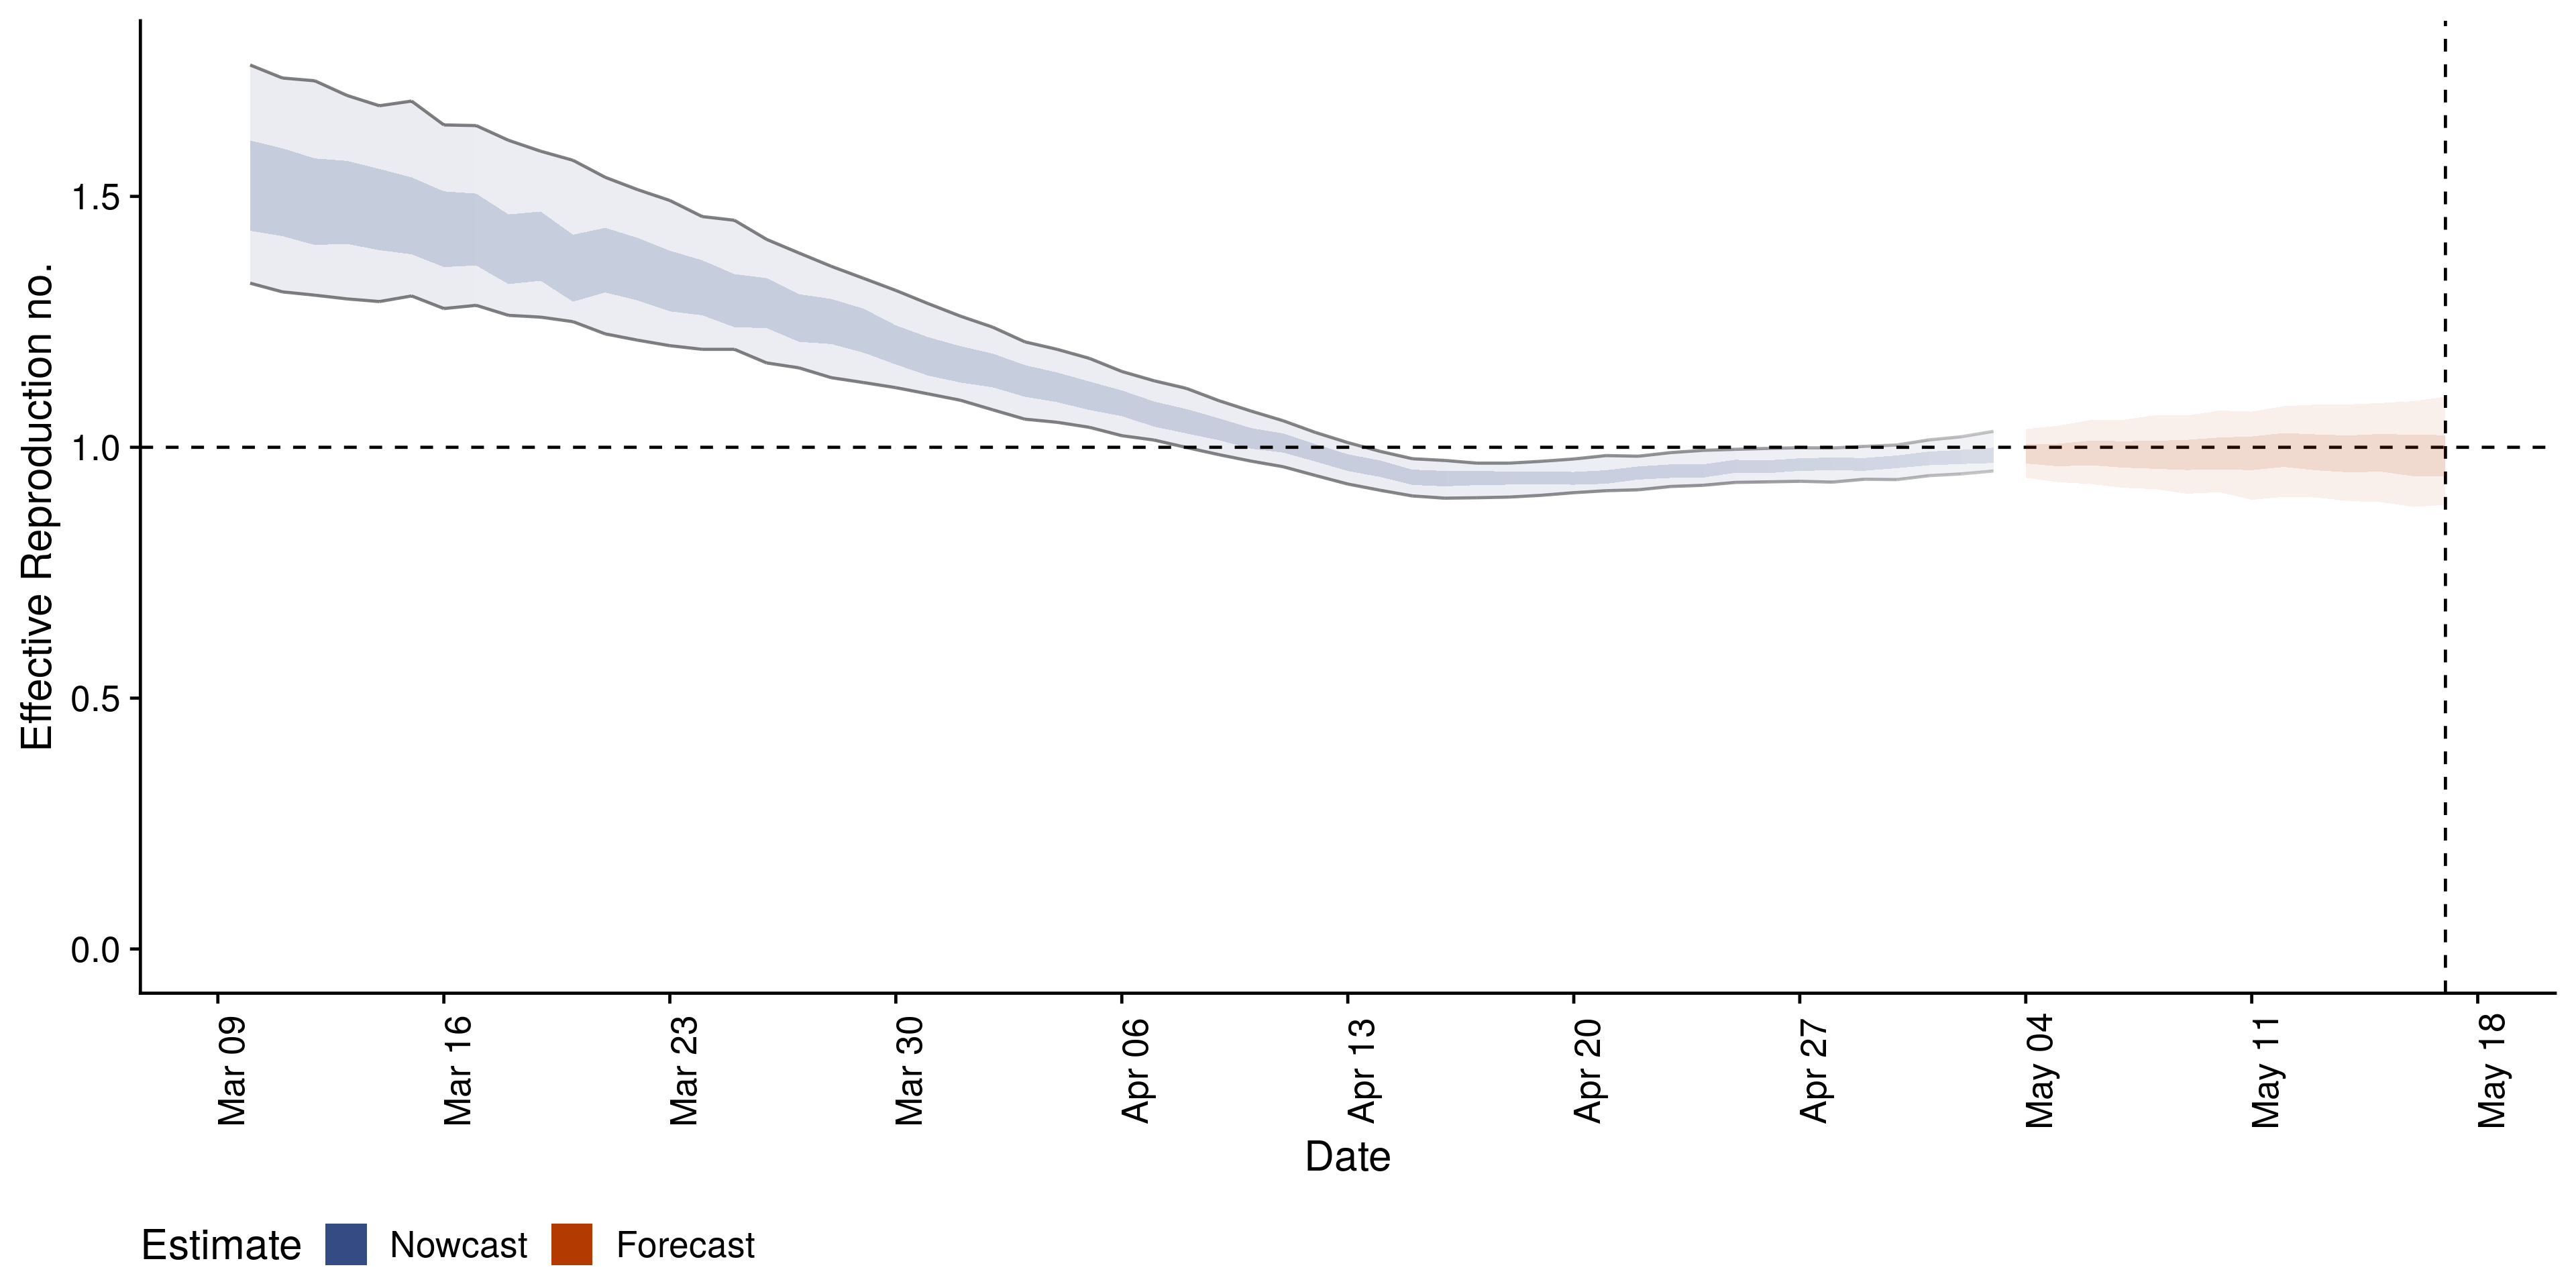 Effective Reproduction no.
1.5
1.0
0.5
0.0
Mar 09
Mar 16
Mar 23
Mar 30
Apr 06
Apr 13
Apr 20
Apr 27
May 04
May 11
May 18
Date
Estimate Nowcast Forecast